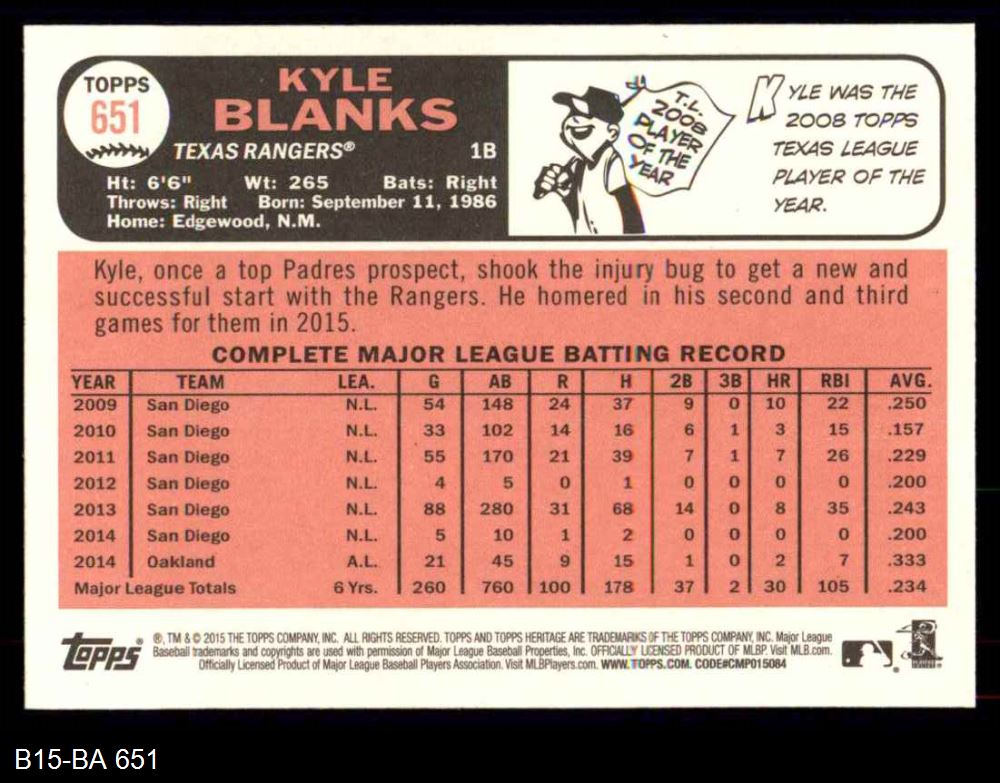 TOPPS
651
KYLE
BLANKS
TEXAS RANGERS® 1B
Ht: 6'6" Wt: 265 Bats: Right
Throws: Right Born: September 11, 1986
Home: Edgewood, N.M.
T.L.
2008
PLAYER
OF THE
YEAR
KYLE WAS THE
2008 TOPPS
TEXAS LEAGUE
PLAYER OF THE
YEAR.
Kyle, once a top Padres prospect, shook the injury bug to get a new and
successful start with the Rangers. He homered in his second and third
games for them in 2015.
COMPLETE MAJOR LEAGUE BATTING RECORD
YEAR TEAM LEA. G AB R H 2B 3B HR RBI AVG.
2009 San Diego N.L. 54 148 24 37 9 0 10 22 .250
2010 San Diego N.L. 33 102 14 16 6 1 3 15 .157
2011 San Diego N.L. 55 170 21 39 7 1 7 26 .229
2012 San Diego N.L. 4 5 0 1 0 0 0 0 .200
2013 San Diego N.L. 88 280 31 68 14 0 8 35 .243
2014 San Diego N.L. 5 10 1 2 0 0 0 0 .200
2014 Oakland A.L. 21 45 9 15 1 0 2 7 .333
Major League Totals 6 Yrs. 260 760 100 178 37 2 30 105 .234
Topps®
®, TM & © 2015 THE TOPPS COMPANY, INC. ALL RIGHTS RESERVED. TOPPS AND TOPPS HERITAGE ARE TRADEMARKS OF THE TOPPS COMPANY, INC. Major League
Baseball trademarks and copyrights are used with permission of Major League Baseball Properties, Inc. OFFICIALLY LICENSED PRODUCT OF MLBP. Visit MLB.com.
Officially Licensed Product of Major League Baseball Players Association. Visit MLBPlayers.com. WWW.TOPPS.COM. CODE#CMP015084
B15-BA 651